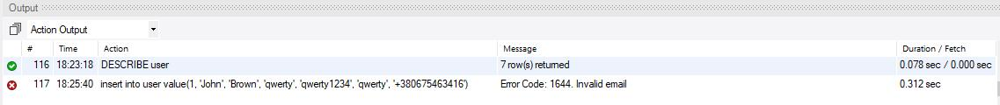 Output
Action Output
# Time Action Message Duration / Fetch
116 18:23:18 DESCRIBE user 7 row(s) returned 0.078 sec / 0.000 sec
117 18:25:40 insert into user value(1, 'John', 'Brown', 'qwerty', 'qwerty1234', 'qwerty', '+380675463416') Error Code: 1644. Invalid email 0.312 sec